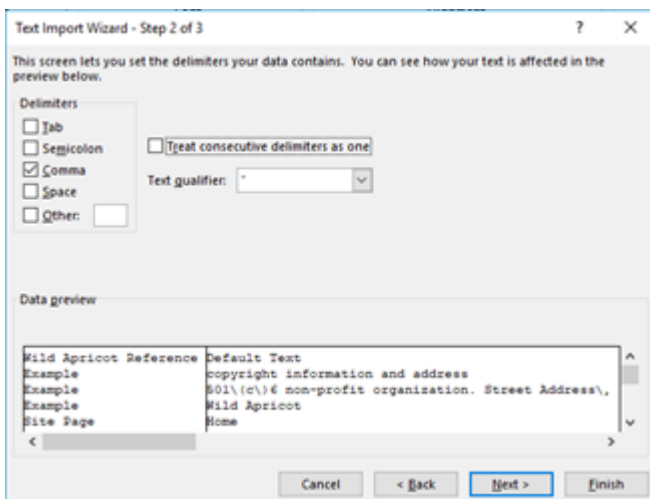 Text Import Wizard - Step 2 of 3 ? ×
This screen lets you set the delimiters your data contains. You can see how your text is affected in the
preview below.
Delimiters
Tab
Semicolon
Comma
Space
Other:
Treat consecutive delimiters as one
Text qualifier: "
Data preview
Wild Apricot Reference Default Text
Example copyright information and address
Example 501\(c\)6 non-profit organization. Street Address\,
Example Wild Apricot
Site Page Home
Cancel < Back Next > Finish